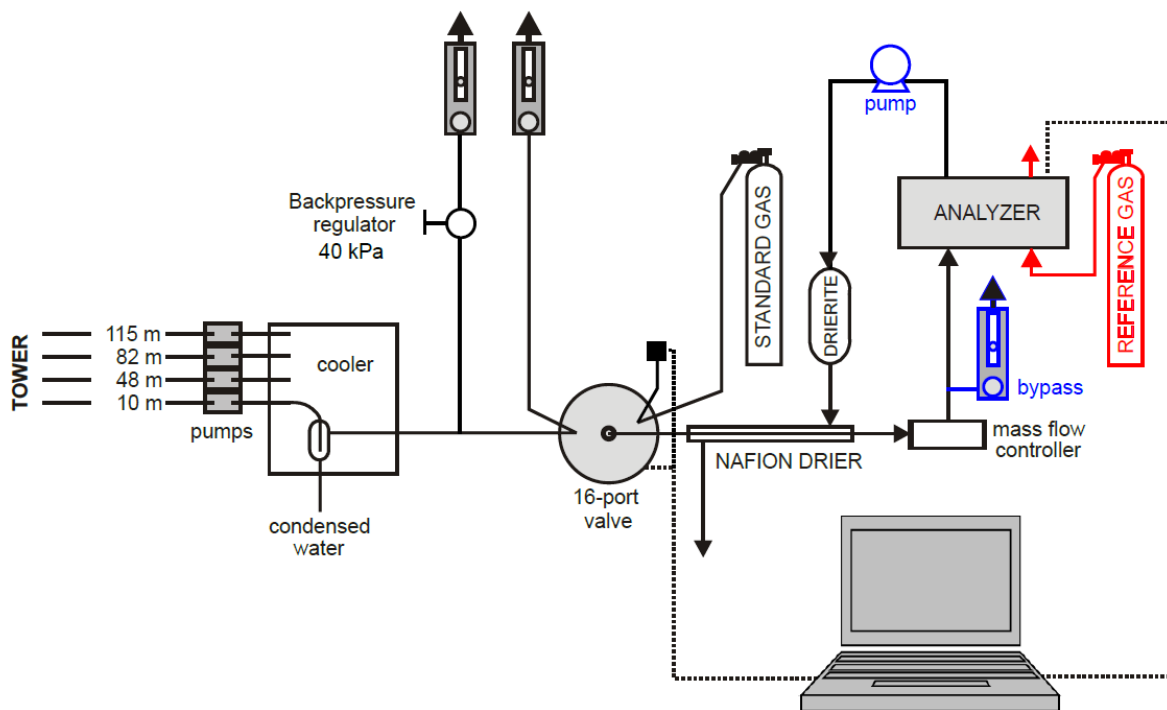 pump
Backpressure
regulator
40 kPa
STANDARD GAS
ANALYZER
REFERENCE GAS
DRIERITE
TOWER
115 m
82 m
48 m
10 m
cooler
pumps
bypass
mass flow
controller
NAFION DRIER
16-port
valve
condensed
water